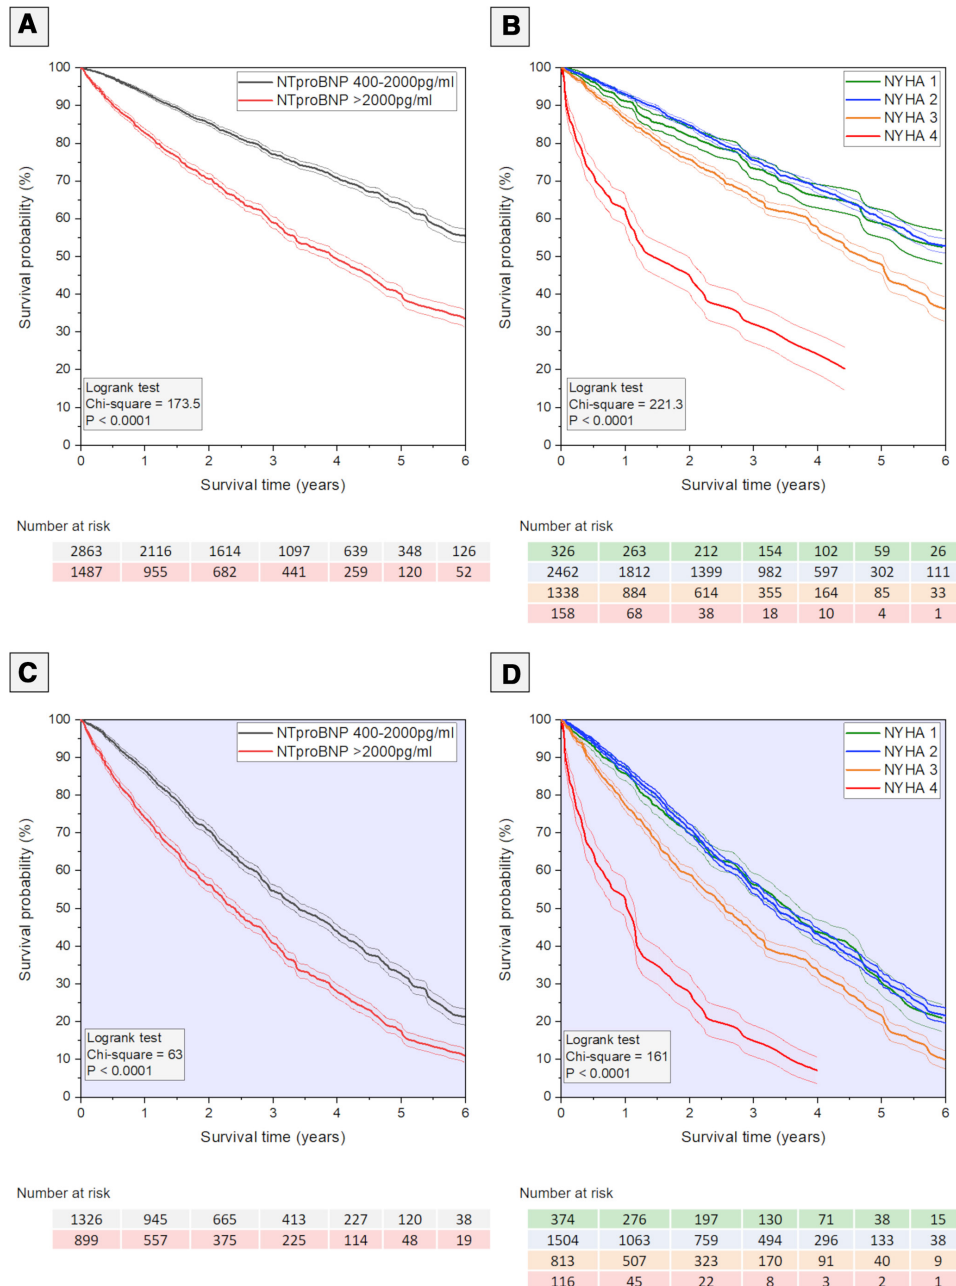 A
B
100
90
80
70
60
50
40
30
20
10
0
Survival probability (%)
NTproBNP 400-2000pg/ml
NTproBNP >2000pg/ml
Logrank test
Chi-square = 173.5
P < 0.0001
0 1 2 3 4 5 6
Survival time (years)
100
90
80
70
60
50
40
30
20
10
0
Survival probability (%)
NYHA 1
NYHA 2
NYHA 3
NYHA 4
Logrank test
Chi-square = 221.3
P < 0.0001
0 1 2 3 4 5 6
Survival time (years)
Number at risk
2863 2116 1614 1097 639 348 126
1487 955 682 441 259 120 52
Number at risk
326 263 212 154 102 59 26
2462 1812 1399 982 597 302 111
1338 884 614 355 164 85 33
158 68 38 18 10 4 1
C
D
100
90
80
70
60
50
40
30
20
10
0
Survival probability (%)
NTproBNP 400-2000pg/ml
NTproBNP >2000pg/ml
Logrank test
Chi-square = 63
P < 0.0001
0 1 2 3 4 5 6
Survival time (years)
100
90
80
70
60
50
40
30
20
10
0
Survival probability (%)
NYHA 1
NYHA 2
NYHA 3
NYHA 4
Logrank test
Chi-square = 161
P < 0.0001
0 1 2 3 4 5 6
Survival time (years)
Number at risk
1326 945 665 413 227 120 38
899 557 375 225 114 48 19
Number at risk
374 276 197 130 71 38 15
1504 1063 759 494 296 133 38
813 507 323 170 91 40 9
116 45 22 8 3 2 1